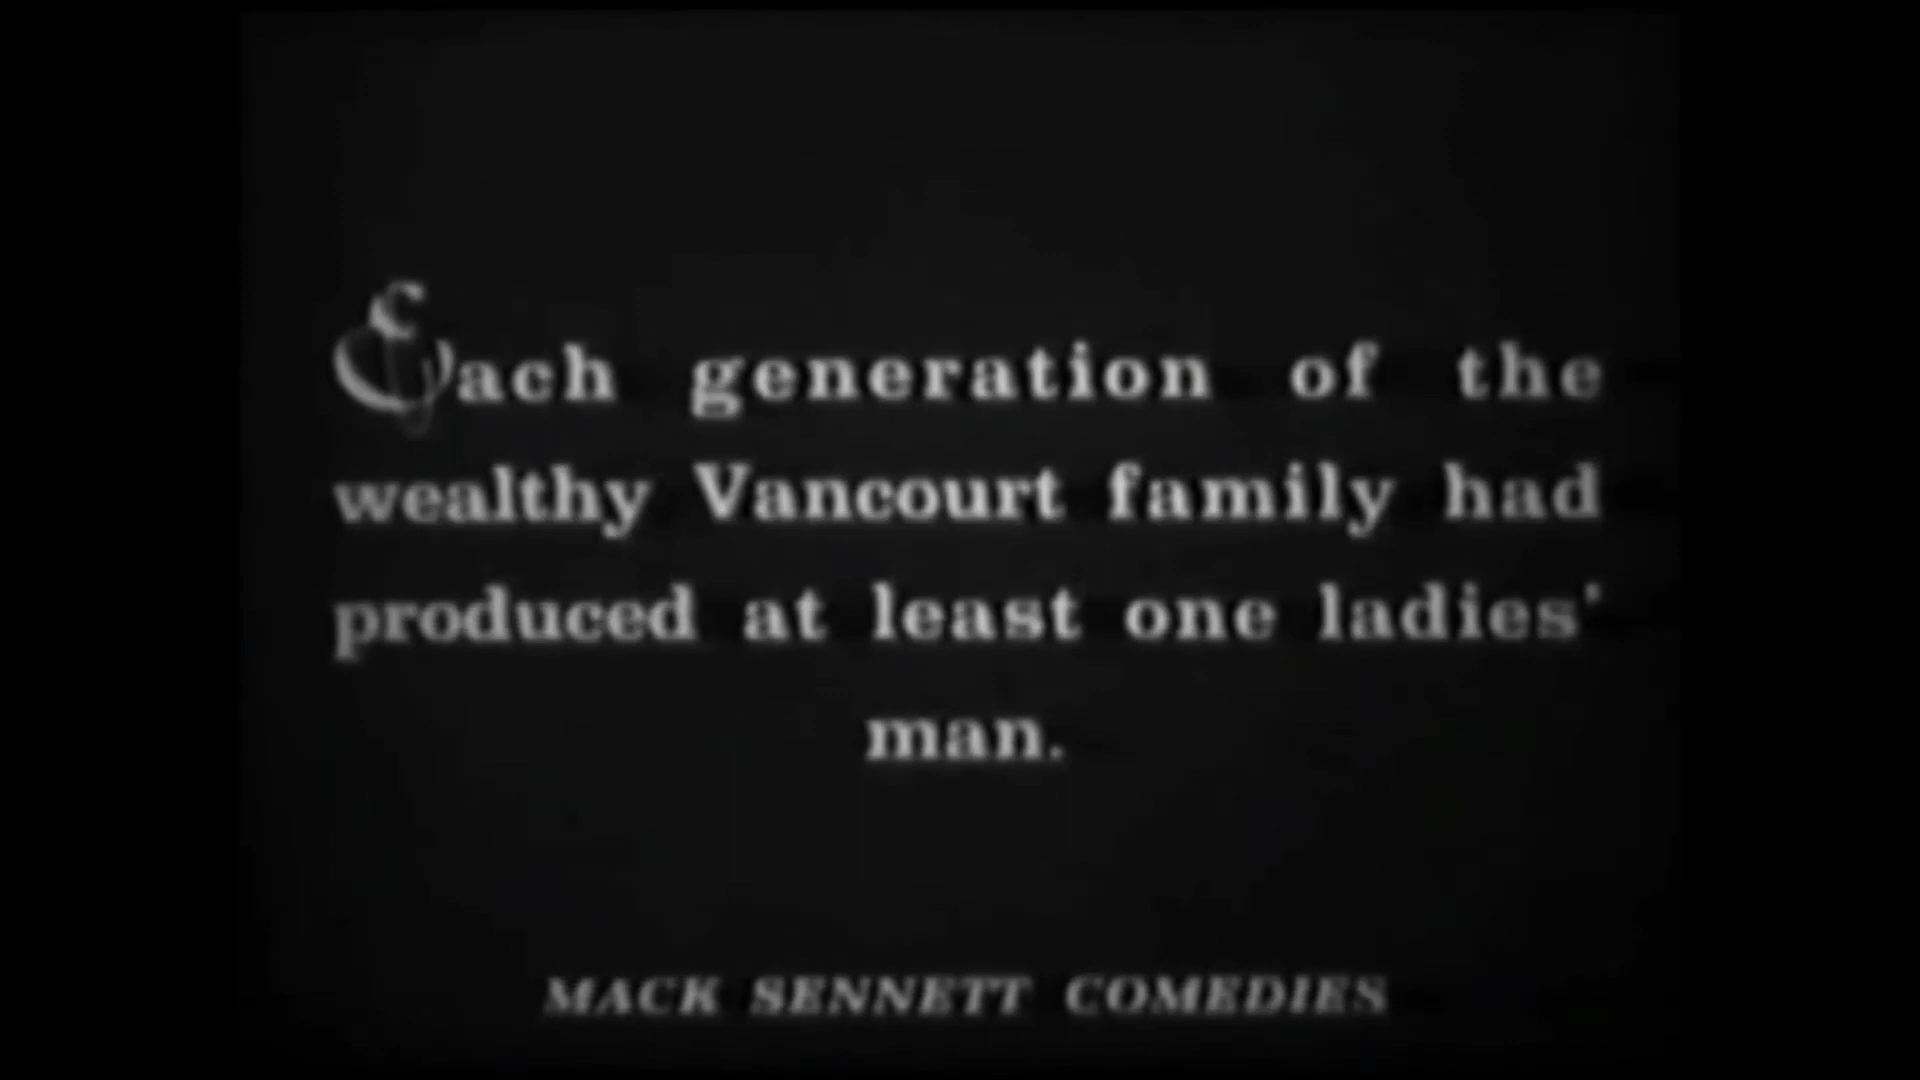 Each generation of the
wealthy Vancourt family had
produced at least one ladies'
man.
MACK SENNETT COMEDIES